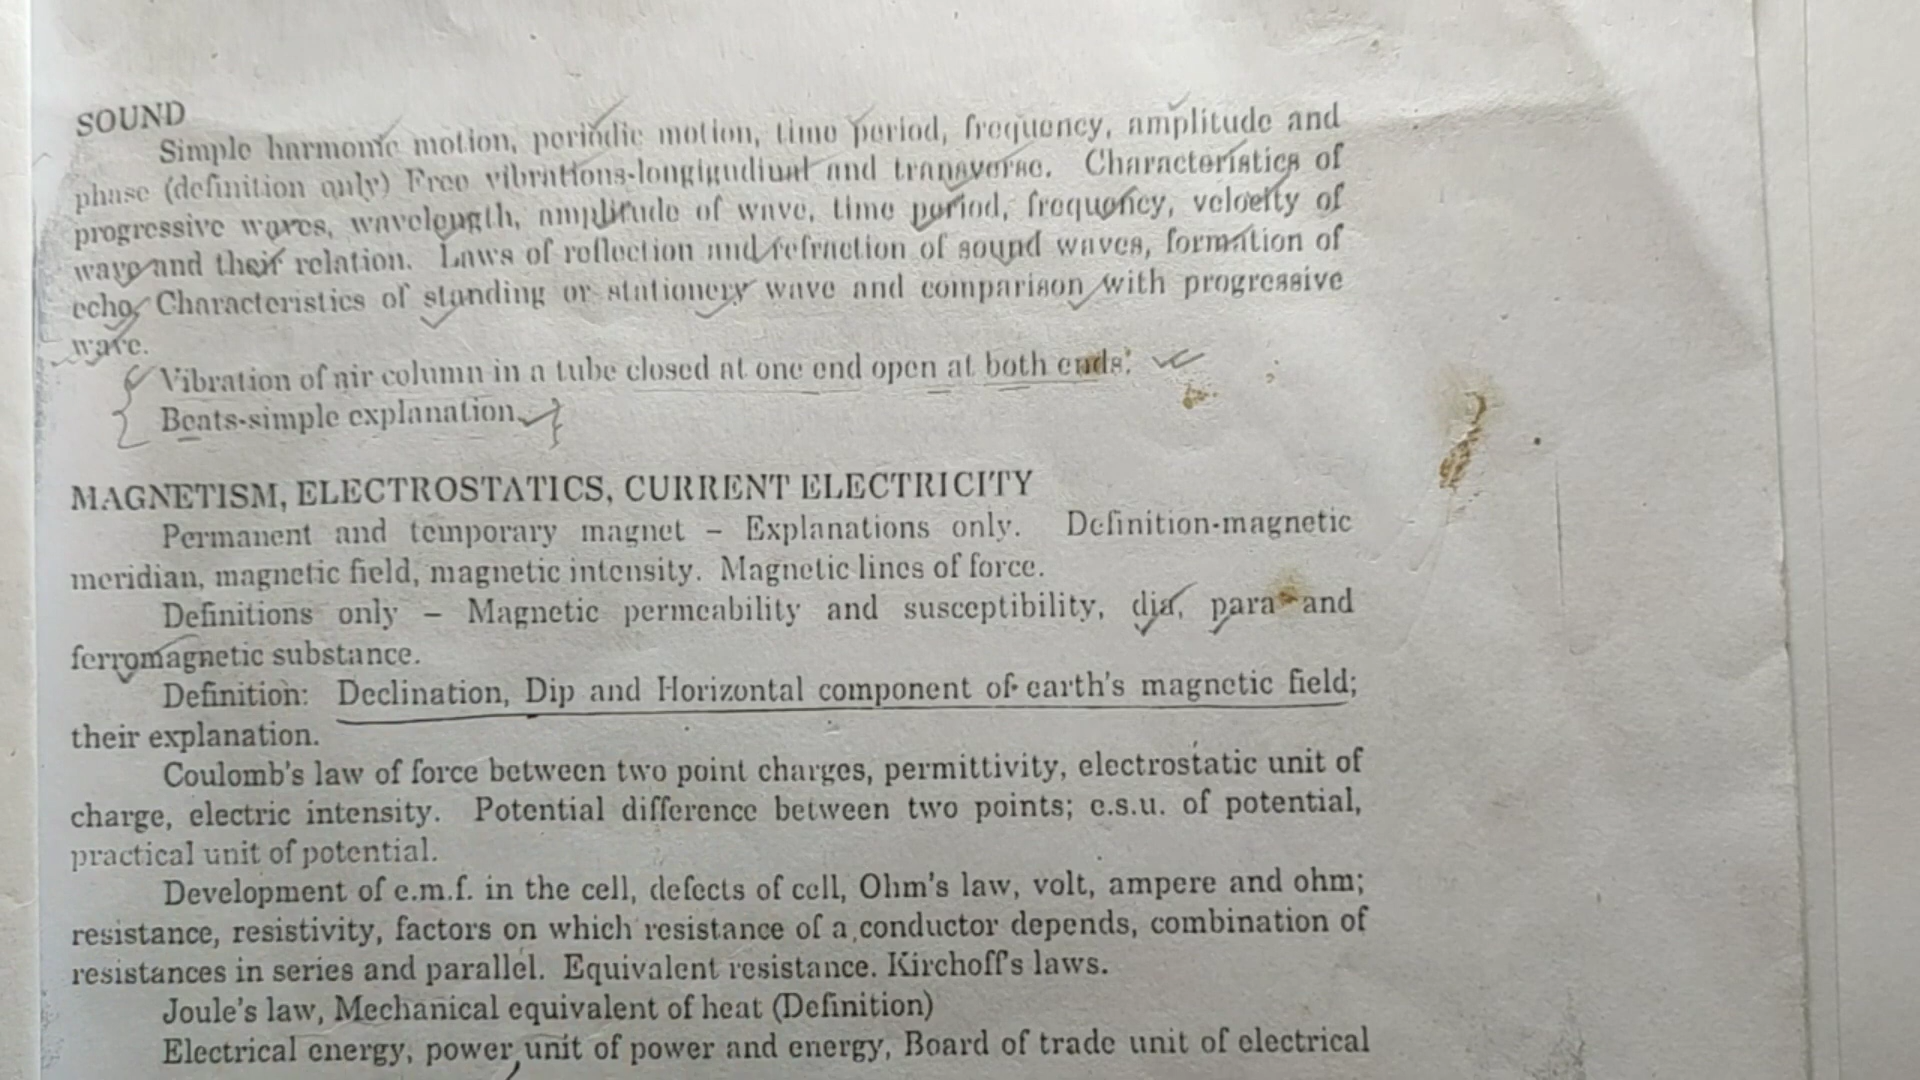 SOUND
Simple harmonic motion, periodic motion, time period, frequency, amplitude and
phase (definition only) Free vibrations-longigudiunl and transverse. Characteristics of
progressive waves, wavelength, amplitude of wave, time period, frequency, velocity of
wave and their relation. Laws of reflection and refraction of sound waves, formation of
echo, Characteristics of standing or stationery wave and comparison with progressive
wave.
Vibration of air column in a tube closed at one end open at both ends.
Beats-simple explanation.
MAGNETISM, ELECTROSTATICS, CURRENT ELECTRICITY
Permanent and temporary magnet – Explanations only. Definition-magnetic
meridian, magnetic field, magnetic intensity. Magnetic lines of force.
Definitions only – Magnetic permeability and susceptibility, dia, para and
ferromagnetic substance.
Definition: Declination, Dip and Horizontal component of earth's magnetic field;
their explanation.
Coulomb's law of force between two point charges, permittivity, electrostatic unit of
charge, electric intensity. Potential difference between two points; e.s.u. of potential,
practical unit of potential.
Development of e.m.f. in the cell, defects of cell, Ohm's law, volt, ampere and ohm;
resistance, resistivity, factors on which resistance of a conductor depends, combination of
resistances in series and parallel. Equivalent resistance. Kirchoff's laws.
Joule's law, Mechanical equivalent of heat (Definition)
Electrical energy, power, unit of power and energy, Board of trade unit of electrical